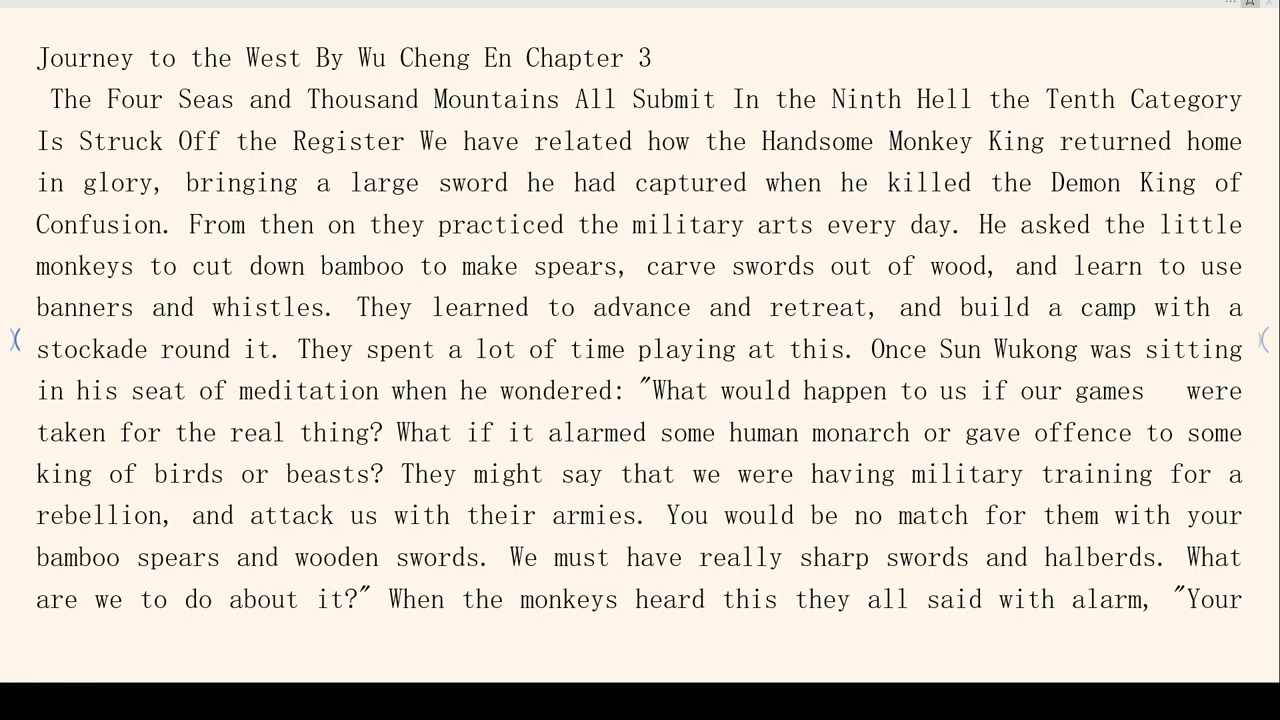 Journey to the West By Wu Cheng En Chapter 3
The Four Seas and Thousand Mountains All Submit In the Ninth Hell the Tenth Category
Is Struck Off the Register We have related how the Handsome Monkey King returned home
in glory, bringing a large sword he had captured when he killed the Demon King of
Confusion. From then on they practiced the military arts every day. He asked the little
monkeys to cut down bamboo to make spears, carve swords out of wood, and learn to use
banners and whistles. They learned to advance and retreat, and build a camp with a
stockade round it. They spent a lot of time playing at this. Once Sun Wukong was sitting
in his seat of meditation when he wondered: "What would happen to us if our games were
taken for the real thing? What if it alarmed some human monarch or gave offence to some
king of birds or beasts? They might say that we were having military training for a
rebellion, and attack us with their armies. You would be no match for them with your
bamboo spears and wooden swords. We must have really sharp swords and halberds. What
are we to do about it?" When the monkeys heard this they all said with alarm, "Your